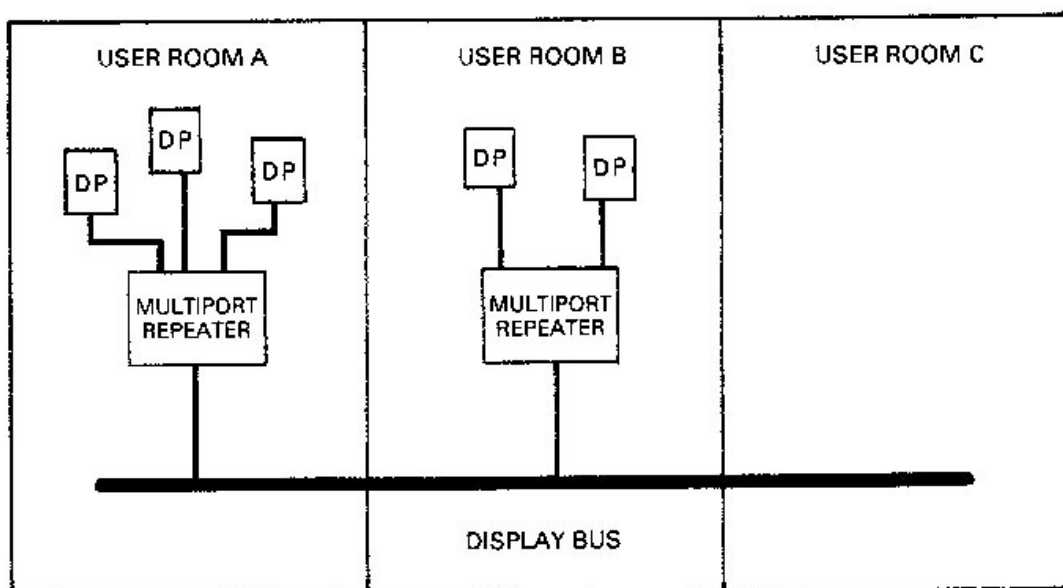 USER ROOM A
USER ROOM B
USER ROOM C
DP
DP
DP
DP
DP
MULTIPORT
REPEATER
MULTIPORT
REPEATER
DISPLAY BUS